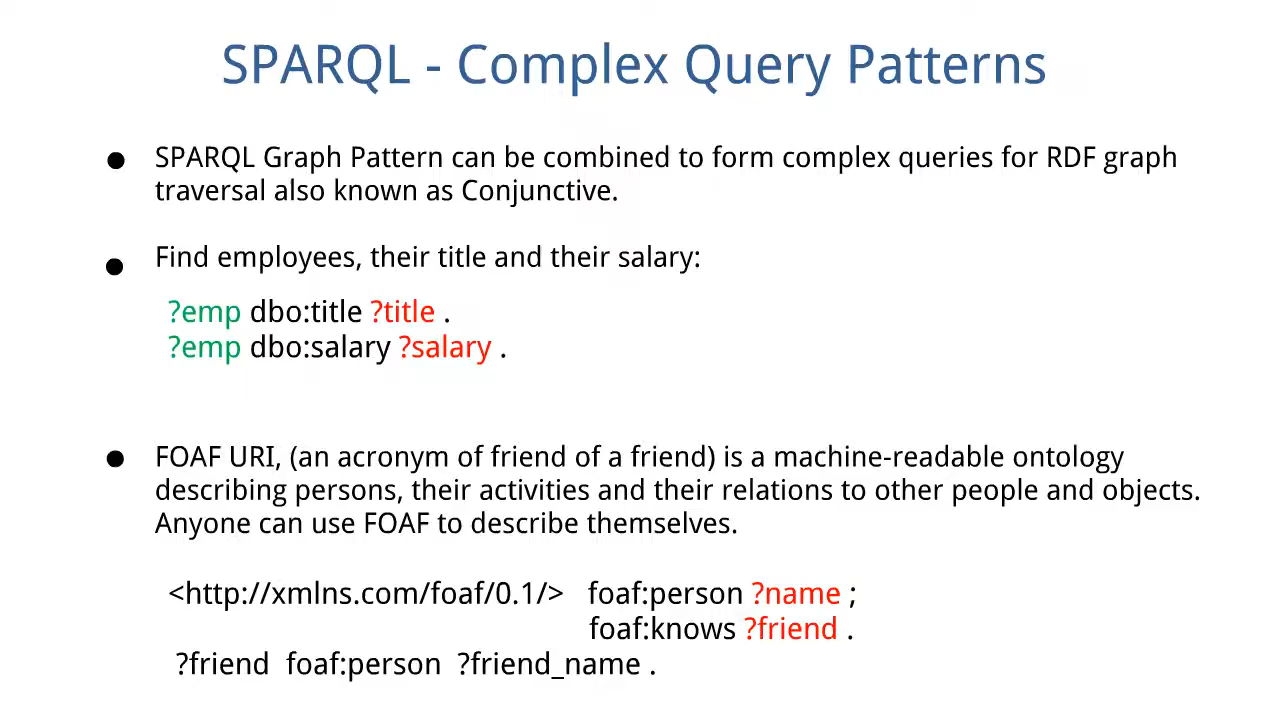 SPARQL - Complex Query Patterns
● SPARQL Graph Pattern can be combined to form complex queries for RDF graph
traversal also known as Conjunctive.
● Find employees, their title and their salary:
?emp dbo:title ?title .
?emp dbo:salary ?salary .
● FOAF URI, (an acronym of friend of a friend) is a machine-readable ontology
describing persons, their activities and their relations to other people and objects.
Anyone can use FOAF to describe themselves.
<http://xmlns.com/foaf/0.1/> foaf:person ?name ;
foaf:knows ?friend .
?friend foaf:person ?friend_name .